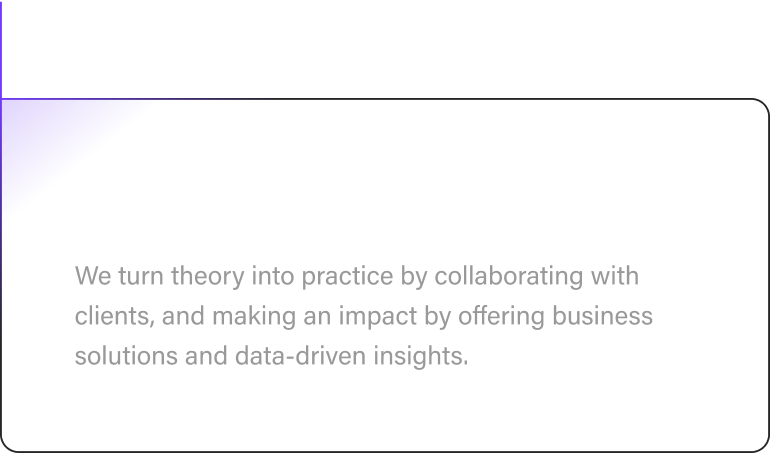 We turn theory into practice by collaborating with
clients, and making an impact by offering business
solutions and data-driven insights.